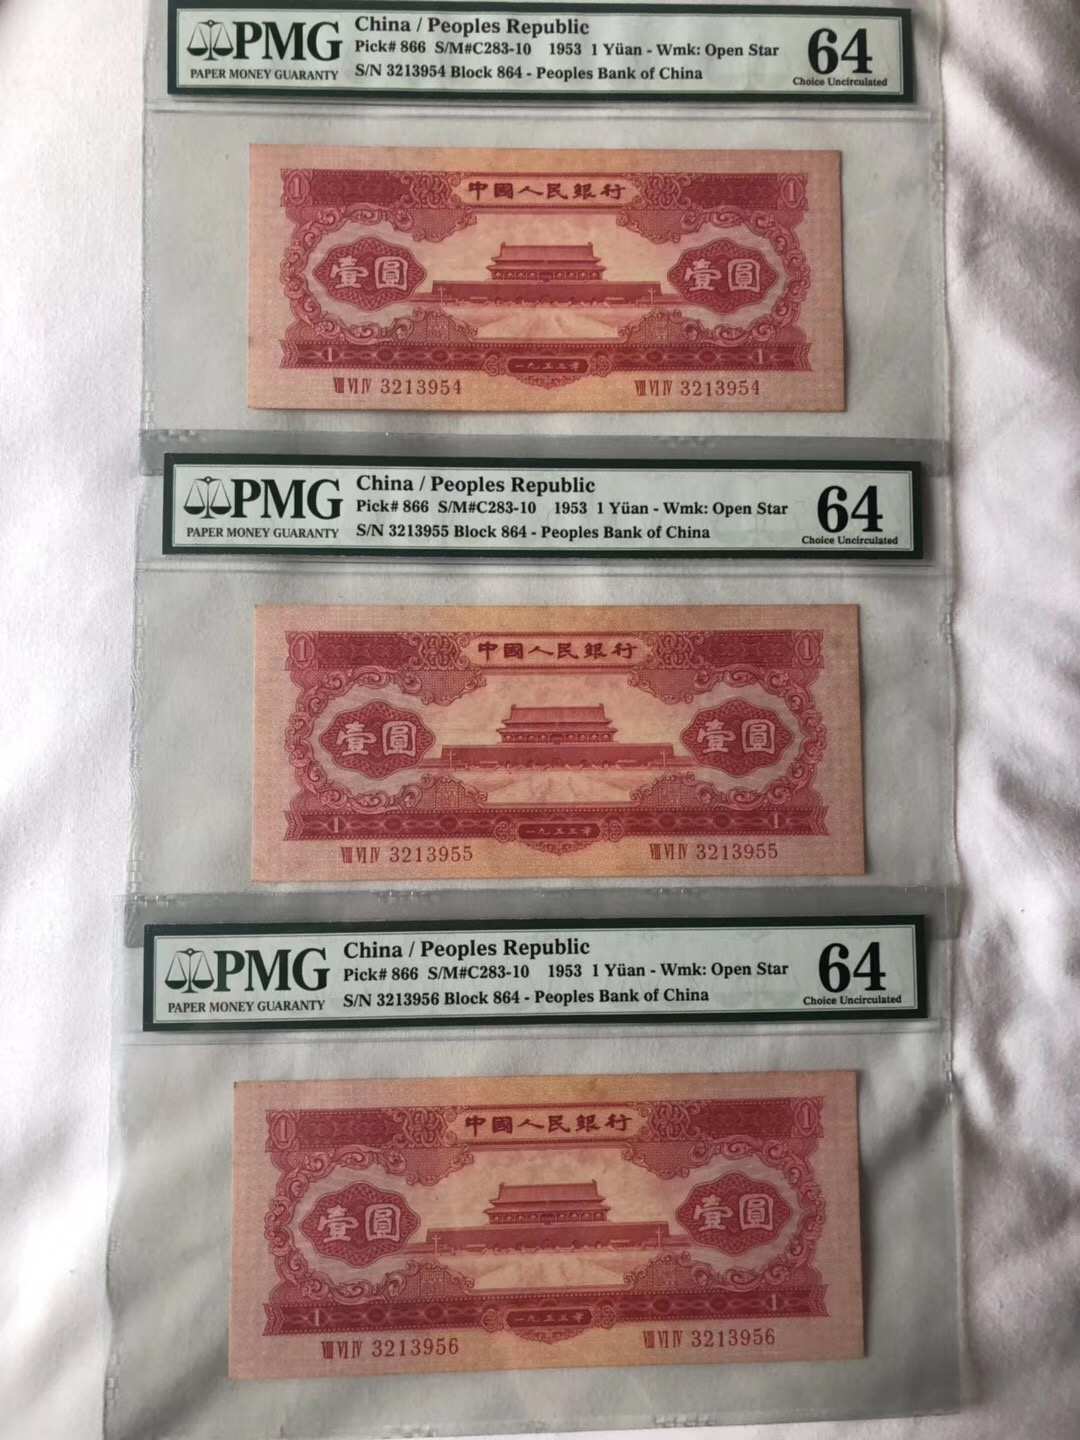 PMG
PAPER MONEY GUARANTY
China / Peoples Republic
Pick# 866 S/M#C283-10 1953 1 Yüan - Wmk: Open Star
S/N 3213954 Block 864 - Peoples Bank of China
64
Choice Uncirculated
1 中國人民銀行 1
壹圓 壹圓
1 一九五三年 1
Ⅷ Ⅵ Ⅳ 3213954 Ⅷ Ⅵ Ⅳ 3213954
PMG
PAPER MONEY GUARANTY
China / Peoples Republic
Pick# 866 S/M#C283-10 1953 1 Yüan - Wmk: Open Star
S/N 3213955 Block 864 - Peoples Bank of China
64
Choice Uncirculated
1 中國人民銀行 1
壹圓 壹圓
1 一九五三年 1
Ⅷ Ⅵ Ⅳ 3213955 Ⅷ Ⅵ Ⅳ 3213955
PMG
PAPER MONEY GUARANTY
China / Peoples Republic
Pick# 866 S/M#C283-10 1953 1 Yüan - Wmk: Open Star
S/N 3213956 Block 864 - Peoples Bank of China
64
Choice Uncirculated
1 中國人民銀行 1
壹圓 壹圓
1 一九五三年 1
Ⅷ Ⅵ Ⅳ 3213956 Ⅷ Ⅵ Ⅳ 3213956